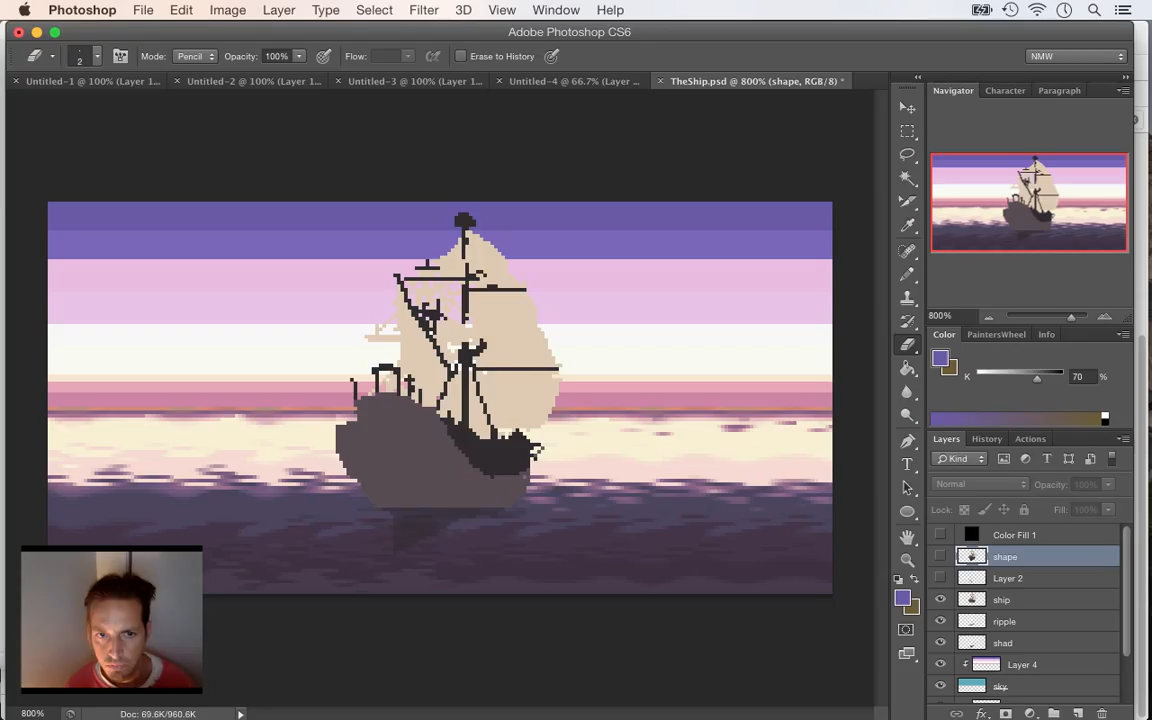 Photoshop File Edit Image Layer Type Select Filter 3D View Window Help
Adobe Photoshop CS6
2 Mode: Pencil Opacity: 100% Flow: Erase to History NMW
Untitled-1 @ 100% (Layer 1... Untitled-2 @ 100% (Layer 1... Untitled-3 @ 100% (Layer 1... Untitled-4 @ 66.7% (Layer ... TheShip.psd @ 800% (shape, RGB/8) *
Navigator Character Paragraph
800%
Color PaintersWheel Info
K 70 %
Layers History Actions
Kind
Normal Opacity: 100%
Lock: Fill: 100%
Color Fill 1
shape
Layer 2
ship
ripple
shad
Layer 4
sky
800% Doc: 69.6K/960.6K